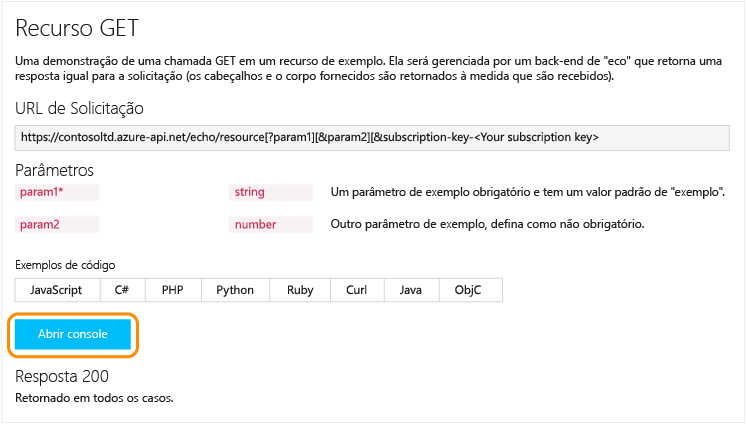 Recurso GET
Uma demonstração de uma chamada GET em um recurso de exemplo. Ela será gerenciada por um back-end de "eco" que retorna uma
resposta igual para a solicitação (os cabeçalhos e o corpo fornecidos são retornados à medida que são recebidos).
URL de Solicitação
https://contosoltd.azure-api.net/echo/resource[?param1][&param2][&subscription-key-<Your subscription key>
Parâmetros
param1* string Um parâmetro de exemplo obrigatório e tem um valor padrão de "exemplo".
param2 number Outro parâmetro de exemplo, defina como não obrigatório.
Exemplos de código
JavaScript C# PHP Python Ruby Curl Java ObjC
Abrir console
Resposta 200
Retornado em todos os casos.